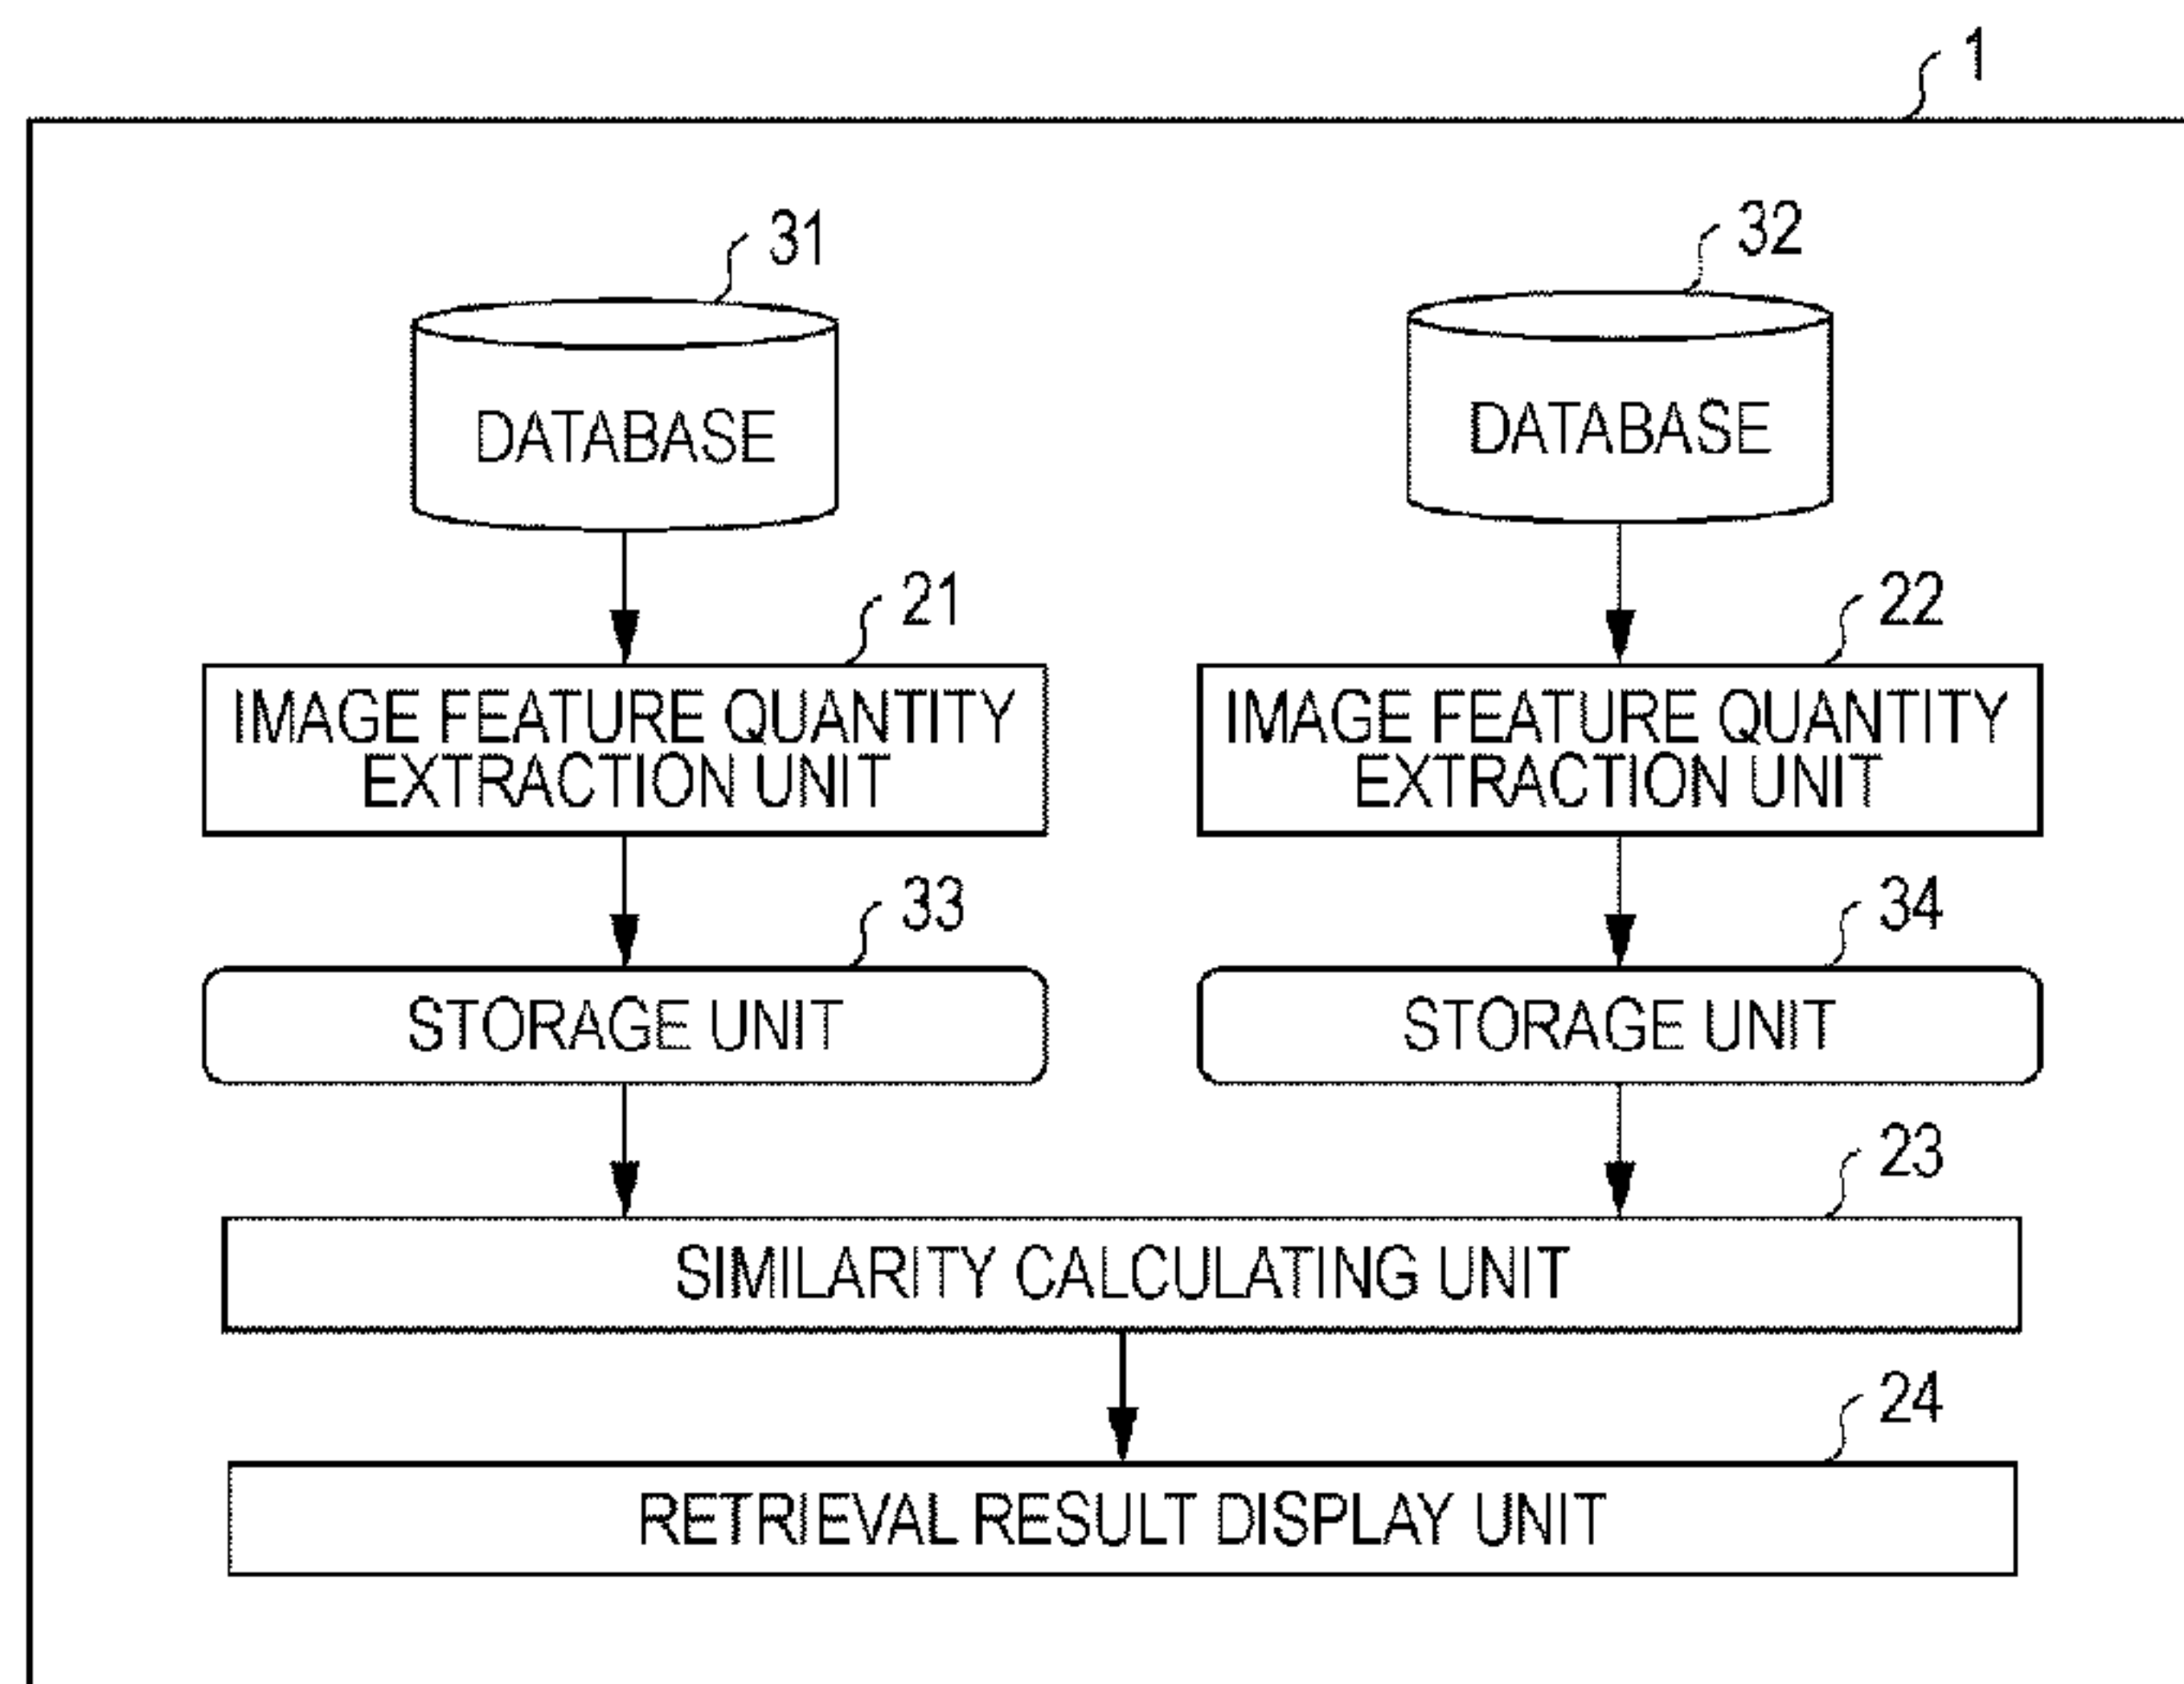 1
31
32
DATABASE
DATABASE
21
22
IMAGE FEATURE QUANTITY
EXTRACTION UNIT
IMAGE FEATURE QUANTITY
EXTRACTION UNIT
33
34
STORAGE UNIT
STORAGE UNIT
23
SIMILARITY CALCULATING UNIT
24
RETRIEVAL RESULT DISPLAY UNIT